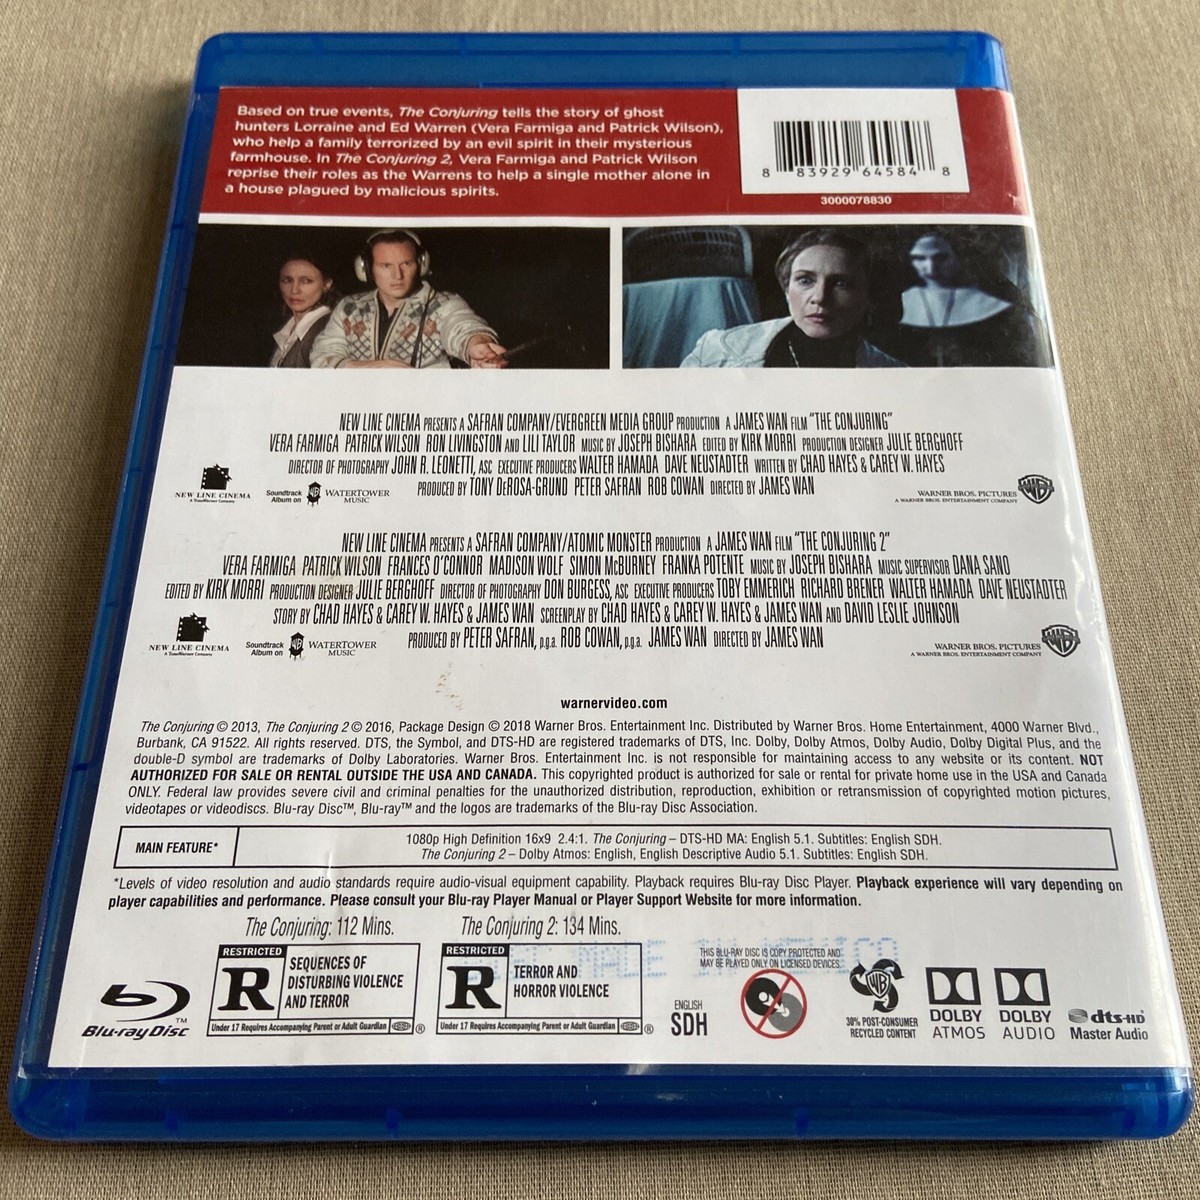 Based on true events, The Conjuring tells the story of ghost
hunters Lorraine and Ed Warren (Vera Farmiga and Patrick Wilson),
who help a family terrorized by an evil spirit in their mysterious
farmhouse. In The Conjuring 2, Vera Farmiga and Patrick Wilson
reprise their roles as the Warrens to help a single mother alone in
a house plagued by malicious spirits.
8 83929 64584 8
3000078830
NEW LINE CINEMA PRESENTS A SAFRAN COMPANY/EVERGREEN MEDIA GROUP PRODUCTION A JAMES WAN FILM "THE CONJURING"
VERA FARMIGA PATRICK WILSON RON LIVINGSTON AND LILI TAYLOR MUSIC BY JOSEPH BISHARA EDITED BY KIRK MORRI PRODUCTION DESIGNER JULIE BERGHOFF
DIRECTOR OF PHOTOGRAPHY JOHN R. LEONETTI, ASC EXECUTIVE PRODUCERS WALTER HAMADA DAVE NEUSTADTER WRITTEN BY CHAD HAYES & CAREY W. HAYES
PRODUCED BY TONY DeROSA-GRUND PETER SAFRAN ROB COWAN DIRECTED BY JAMES WAN
NEW LINE CINEMA
A TimeWarner Company
Soundtrack
Album on
WB
WATERTOWER
MUSIC
WARNER BROS. PICTURES
A WARNER BROS. ENTERTAINMENT COMPANY
WB
NEW LINE CINEMA PRESENTS A SAFRAN COMPANY/ATOMIC MONSTER PRODUCTION A JAMES WAN FILM "THE CONJURING 2"
VERA FARMIGA PATRICK WILSON FRANCES O'CONNOR MADISON WOLF SIMON McBURNEY FRANKA POTENTE MUSIC BY JOSEPH BISHARA MUSIC SUPERVISOR DANA SANO
EDITED BY KIRK MORRI PRODUCTION DESIGNER JULIE BERGHOFF DIRECTOR OF PHOTOGRAPHY DON BURGESS, ASC EXECUTIVE PRODUCERS TOBY EMMERICH RICHARD BRENER WALTER HAMADA DAVE NEUSTADTER
STORY BY CHAD HAYES & CAREY W. HAYES & JAMES WAN SCREENPLAY BY CHAD HAYES & CAREY W. HAYES & JAMES WAN AND DAVID LESLIE JOHNSON
PRODUCED BY PETER SAFRAN, p.g.a. ROB COWAN, p.g.a. JAMES WAN DIRECTED BY JAMES WAN
NEW LINE CINEMA
A TimeWarner Company
Soundtrack
Album on
WB
WATERTOWER
MUSIC
WARNER BROS. PICTURES
A WARNER BROS. ENTERTAINMENT COMPANY
WB
warnervideo.com
The Conjuring © 2013, The Conjuring 2 © 2016, Package Design © 2018 Warner Bros. Entertainment Inc. Distributed by Warner Bros. Home Entertainment, 4000 Warner Blvd.,
Burbank, CA 91522. All rights reserved. DTS, the Symbol, and DTS-HD are registered trademarks of DTS, Inc. Dolby, Dolby Atmos, Dolby Audio, Dolby Digital Plus, and the
double-D symbol are trademarks of Dolby Laboratories. Warner Bros. Entertainment Inc. is not responsible for maintaining access to any website or its content. NOT
AUTHORIZED FOR SALE OR RENTAL OUTSIDE THE USA AND CANADA. This copyrighted product is authorized for sale or rental for private home use in the USA and Canada
ONLY. Federal law provides severe civil and criminal penalties for the unauthorized distribution, reproduction, exhibition or retransmission of copyrighted motion pictures,
videotapes or videodiscs. Blu-ray Disc™, Blu-ray™ and the logos are trademarks of the Blu-ray Disc Association.
MAIN FEATURE*
1080p High Definition 16x9 2.4:1. The Conjuring – DTS-HD MA: English 5.1. Subtitles: English SDH.
The Conjuring 2 – Dolby Atmos: English, English Descriptive Audio 5.1. Subtitles: English SDH.
*Levels of video resolution and audio standards require audio-visual equipment capability. Playback requires Blu-ray Disc Player. Playback experience will vary depending on
player capabilities and performance. Please consult your Blu-ray Player Manual or Player Support Website for more information.
The Conjuring: 112 Mins.
The Conjuring 2: 134 Mins.
MADE IN MEXICO
Blu-ray Disc™
RESTRICTED
R
SEQUENCES OF
DISTURBING VIOLENCE
AND TERROR
Under 17 Requires Accompanying Parent or Adult Guardian
®
RESTRICTED
R
TERROR AND
HORROR VIOLENCE
Under 17 Requires Accompanying Parent or Adult Guardian
®
ENGLISH
SDH
THIS BLU-RAY DISC IS COPY PROTECTED AND
MAY BE PLAYED ONLY ON LICENSED DEVICES.
WB
30% POST-CONSUMER
RECYCLED CONTENT
DOLBY
ATMOS
DOLBY
AUDIO
dts-HD
Master Audio